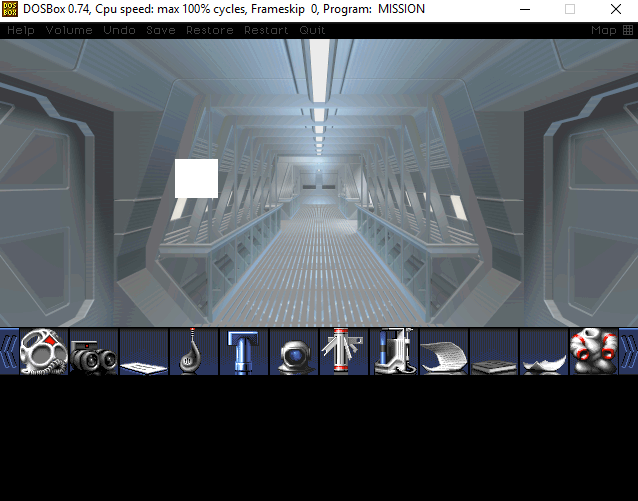 DOSBox 0.74, Cpu speed: max 100% cycles, Frameskip 0, Program: MISSION
Help Volume Undo Save Restore Restart Quit Map